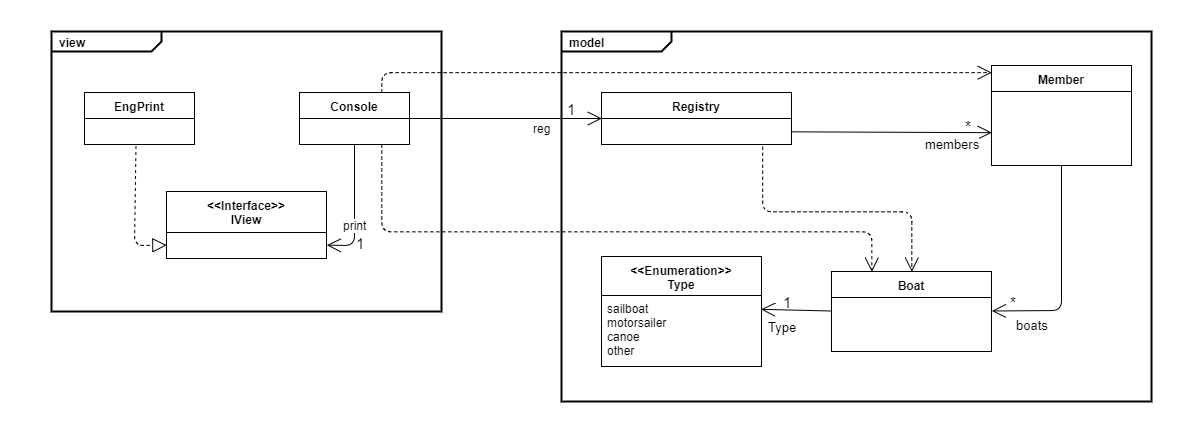 view
model
EngPrint
Console
Registry
Member
1
reg
*
members
<<Interface>>
IView
print
1
<<Enumeration>>
Type
sailboat
motorsailer
canoe
other
1
Type
Boat
*
boats